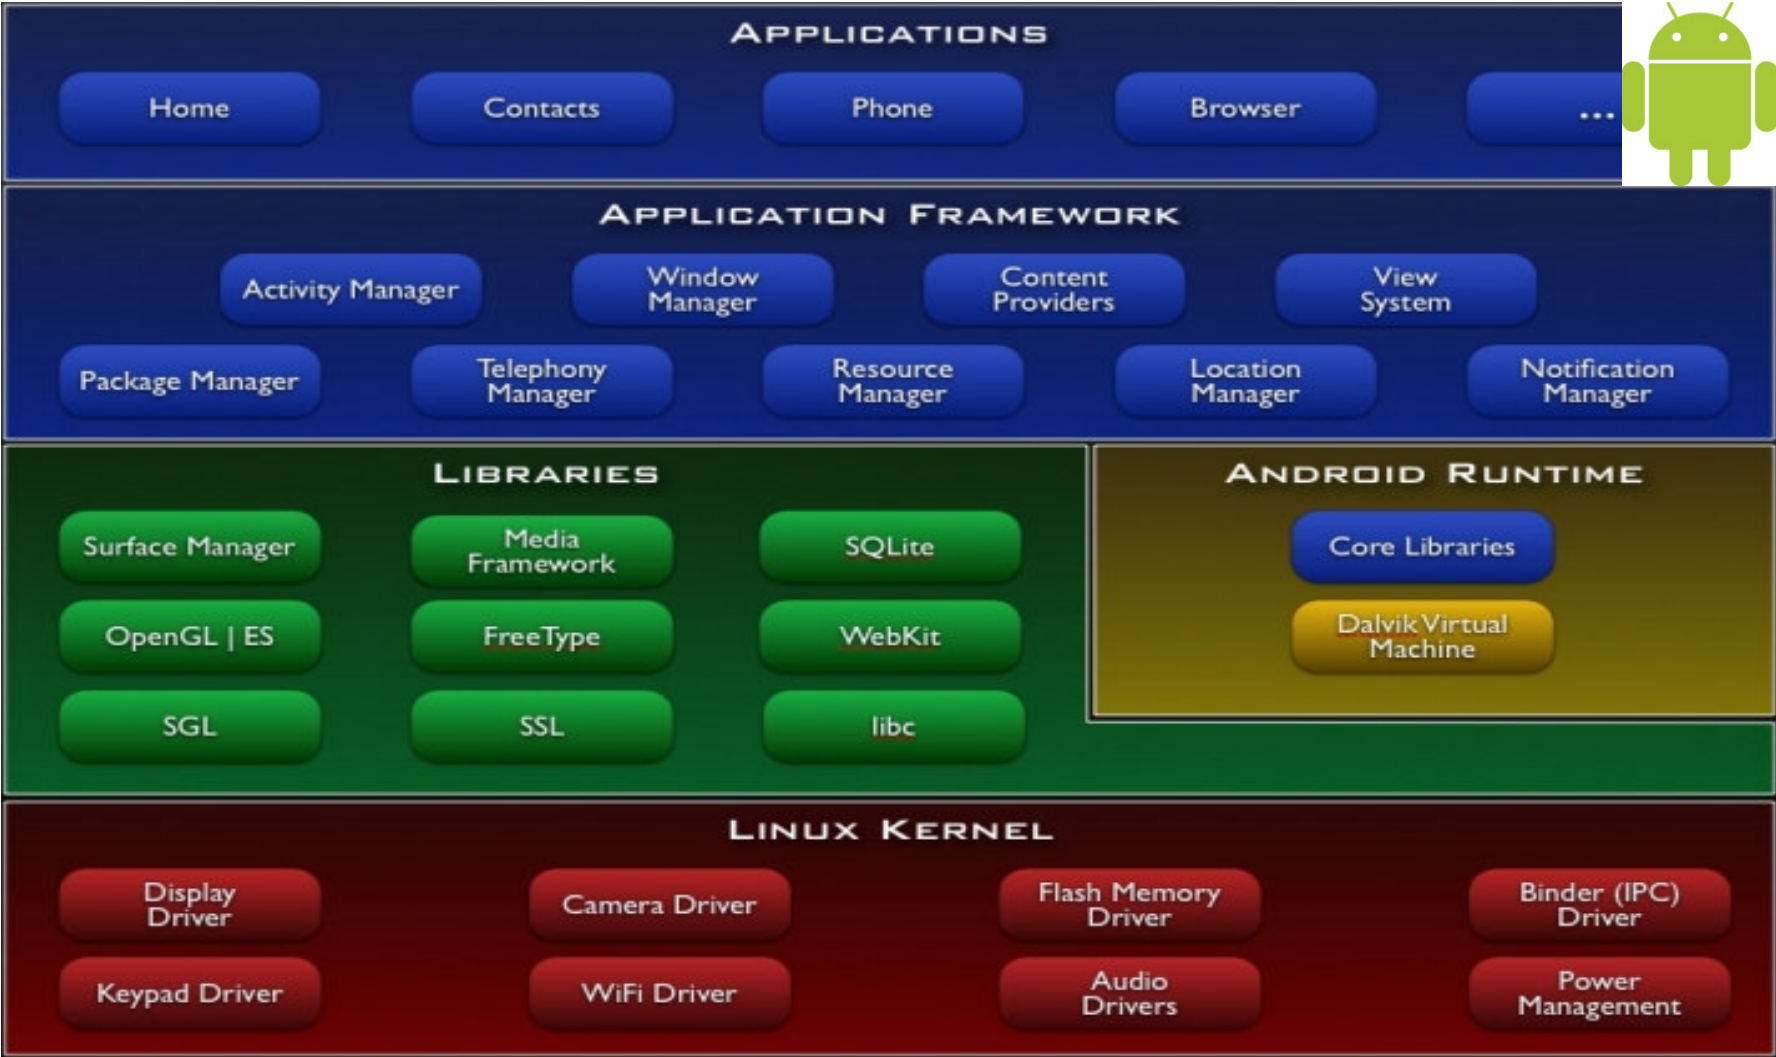 APPLICATIONS
Home
Contacts
Phone
Browser
...
APPLICATION FRAMEWORK
Activity Manager
Window
Manager
Content
Providers
View
System
Package Manager
Telephony
Manager
Resource
Manager
Location
Manager
Notification
Manager
LIBRARIES
Surface Manager
Media
Framework
SQLite
OpenGL | ES
FreeType
WebKit
SGL
SSL
libc
ANDROID RUNTIME
Core Libraries
Dalvik Virtual
Machine
LINUX KERNEL
Display
Driver
Camera Driver
Flash Memory
Driver
Binder (IPC)
Driver
Keypad Driver
WiFi Driver
Audio
Drivers
Power
Management